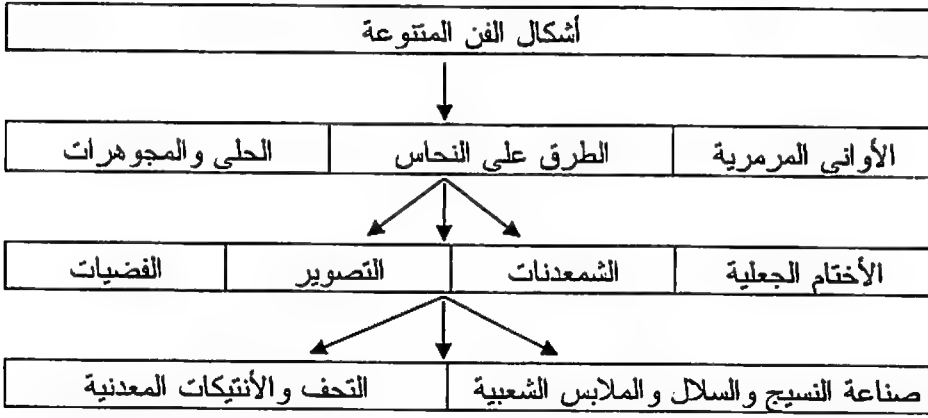 أشكال الفن المتنوعة
الأواني المرمرية الطرق على النحاس الحلى والمجوهرات
الأختام الجعلية الشمعدنات التصوير الفضيات
صناعة النسيج والسلال والملابس الشعبية التحف والأنتيكات المعدنية